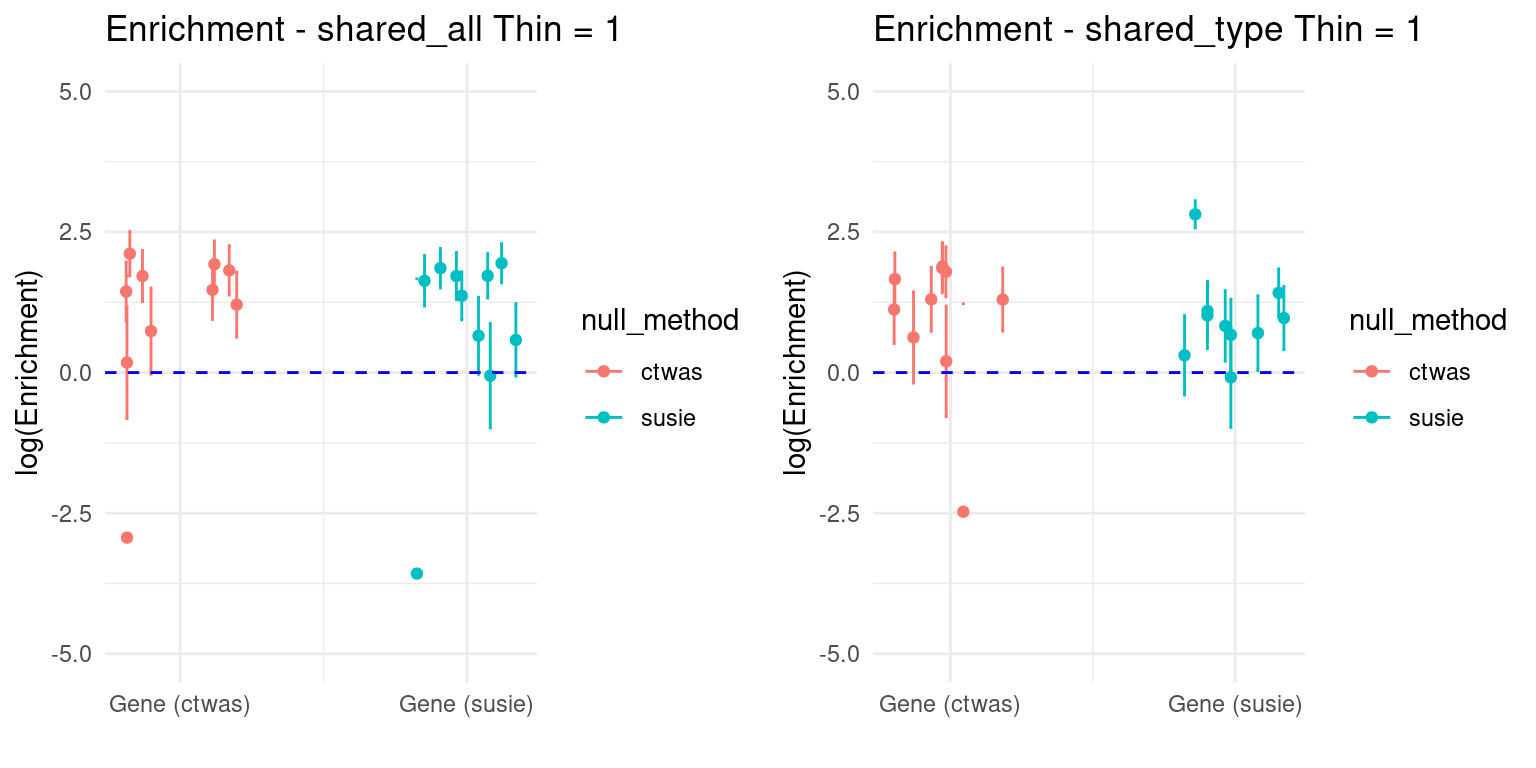 Enrichment - shared_all Thin = 1
log(Enrichment)
5.0
2.5
0.0
-2.5
-5.0
Gene (ctwas)
Gene (susie)
null_method
ctwas
susie
Enrichment - shared_type Thin = 1
log(Enrichment)
5.0
2.5
0.0
-2.5
-5.0
Gene (ctwas)
Gene (susie)
null_method
ctwas
susie